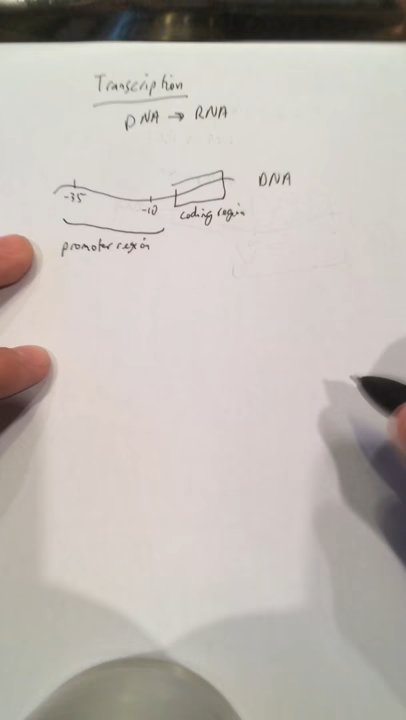 Transcription
DNA → RNA
DNA
-35
-10
coding region
promoter region